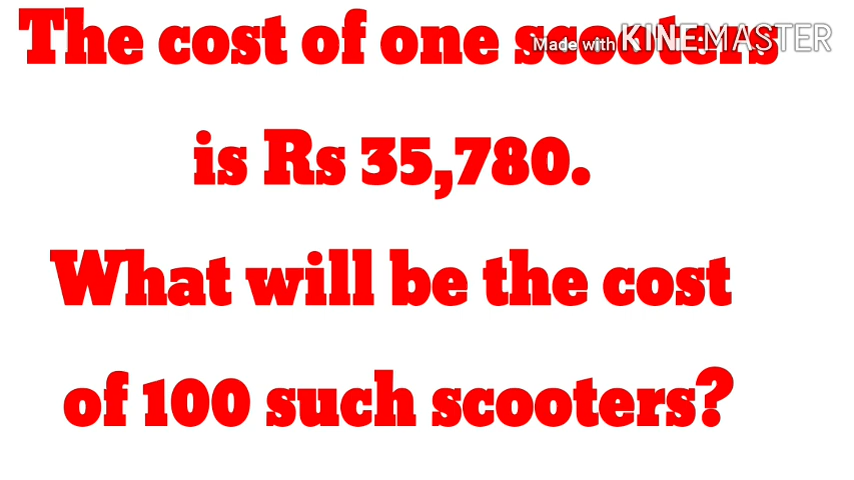 The cost of one scooters
Made with KINEMASTER
is Rs 35,780.
What will be the cost
of 100 such scooters?